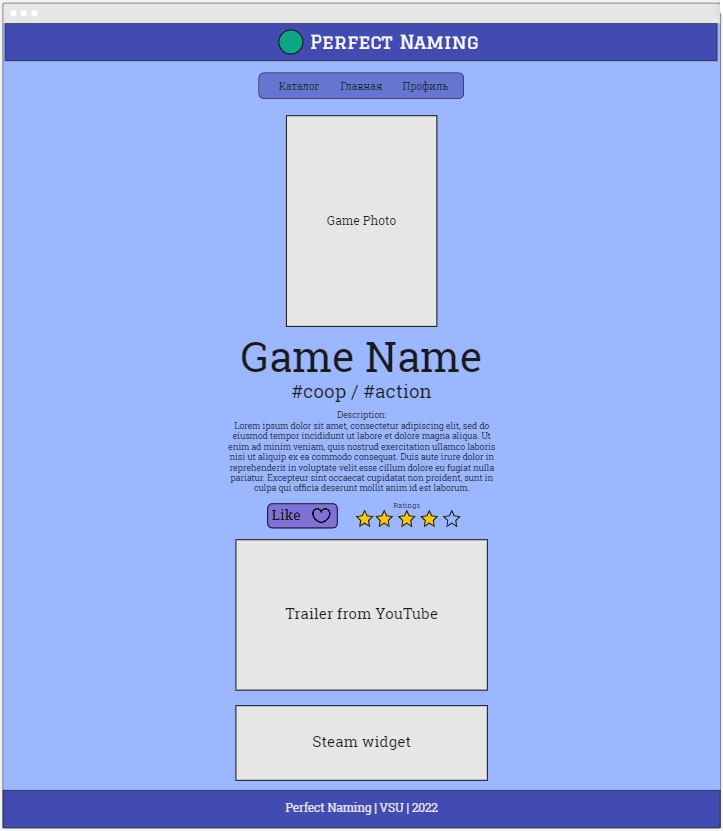 Perfect Naming
Каталог Главная Профиль
Game Photo
Game Name
#coop / #action
Description:
Lorem ipsum dolor sit amet, consectetur adipiscing elit, sed do
eiusmod tempor incididunt ut labore et dolore magna aliqua. Ut
enim ad minim veniam, quis nostrud exercitation ullamco laboris
nisi ut aliquip ex ea commodo consequat. Duis aute irure dolor in
reprehenderit in voluptate velit esse cillum dolore eu fugiat nulla
pariatur. Excepteur sint occaecat cupidatat non proident, sunt in
culpa qui officia deserunt mollit anim id est laborum.
Ratings
Like
Trailer from YouTube
Steam widget
Perfect Naming | VSU | 2022